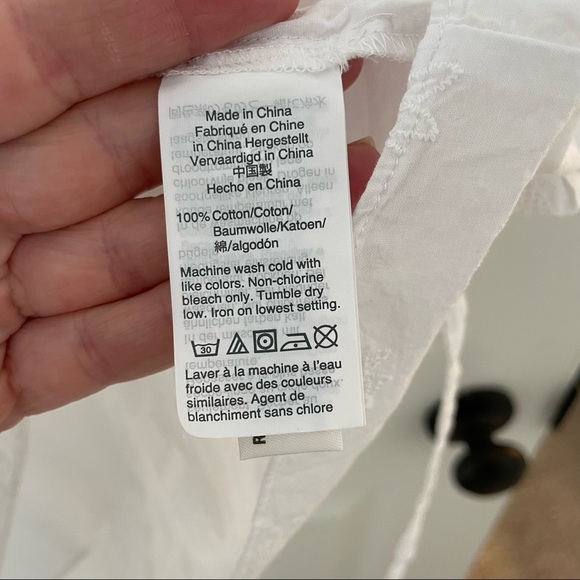 Made in China
Fabriqué en Chine
in China Hergestellt
Vervaardigd in China
中国製
Hecho en China
100% Cotton/Coton/
Baumwolle/Katoen/
綿/algodón
Machine wash cold with
like colors. Non-chlorine
bleach only. Tumble dry
low. Iron on lowest setting.
30
Laver à la machine à l'eau
froide avec des couleurs
similaires. Agent de
blanchiment sans chlore